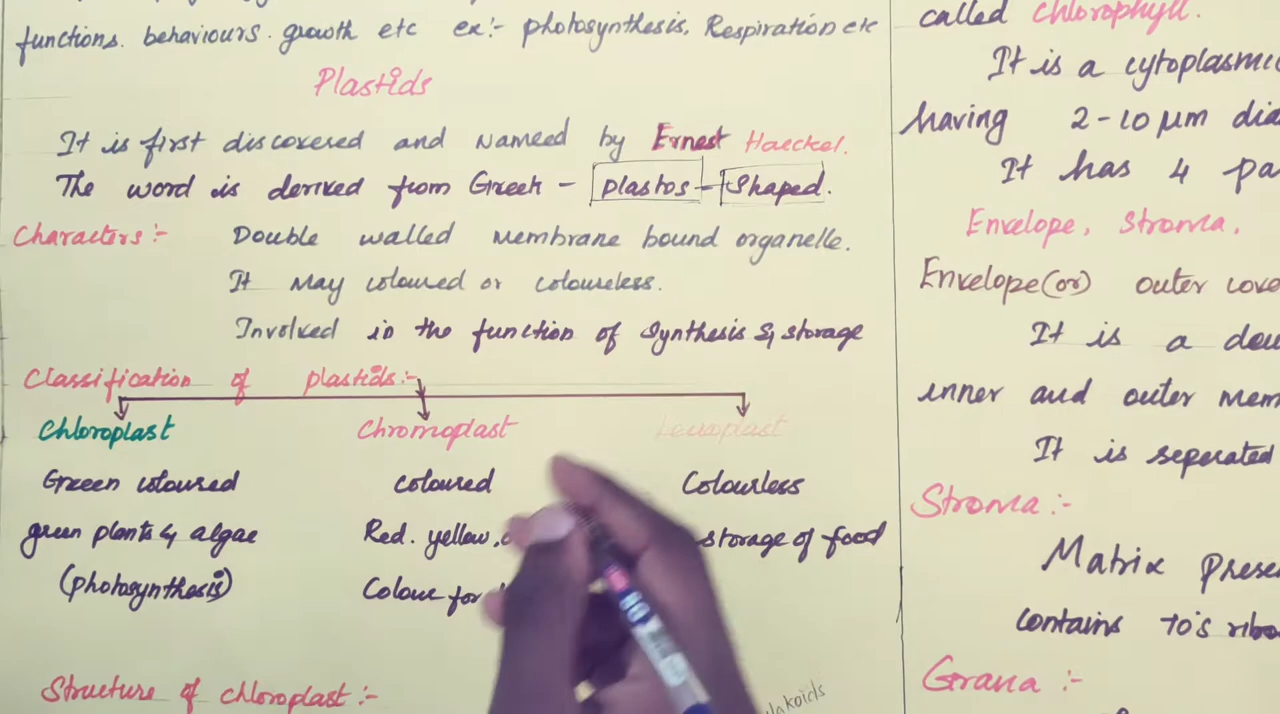 functions. behaviours. growth etc ex:- photosynthesis, Respiration etc
Plastids
It is first discovered and Nameed by Ernest Haeckel.
The word is derived from Greek - plastos - Shaped.
Characters:- Double walled membrane bound organelle.
It may coloured or colourless.
Involved in the function of synthesis & storage
Classification of plastids:-
Chloroplast Chromoplast Leucoplast
Green coloured coloured Colourless
green plants & algae Red. yellow. storage of food
(photosynthesis) Colour for
Structure of chloroplast:-
called chlorophyll.
It is a cytoplasmic
having 2-10 μm dia
It has 4 pa
Envelope, Stroma,
Envelope(or) outer cove
It is a dou
inner and outer mem
It is seperated
Stroma:-
Matrix prese
contains 70's ribo
Grana:-